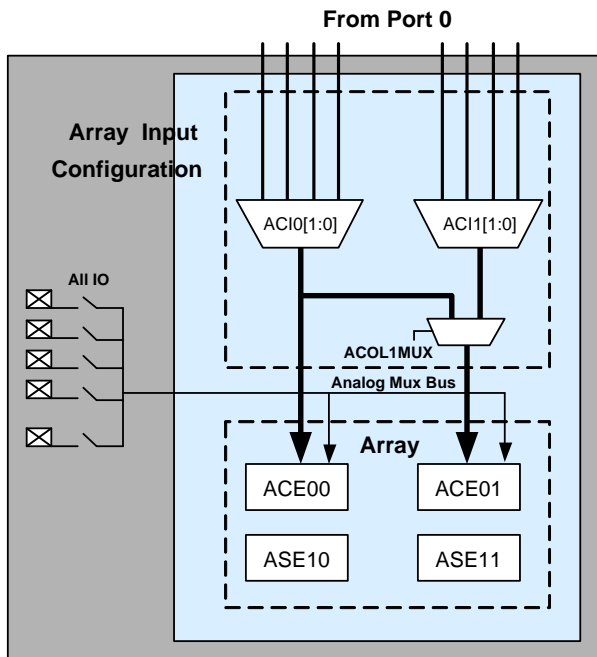 From Port 0
Array Input
Configuration
ACI0[1:0]
ACI1[1:0]
All IO
ACOL1MUX
Analog Mux Bus
Array
ACE00
ACE01
ASE10
ASE11